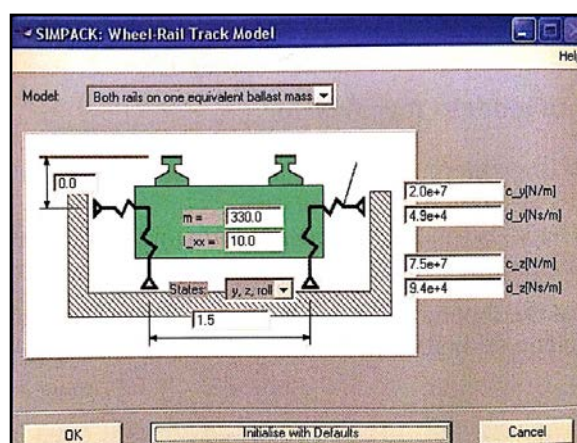 SIMPACK: Wheel-Rail Track Model
Help
Model: Both rails on one equivalent ballast mass
0.0
m = 330.0
I_xx = 10.0
2.0e+7 c_y[N/m]
4.9e+4 d_y[Ns/m]
7.5e+7 c_z[N/m]
9.4e+4 d_z[Ns/m]
States: y, z, roll
1.5
OK Initialise with Defaults Cancel